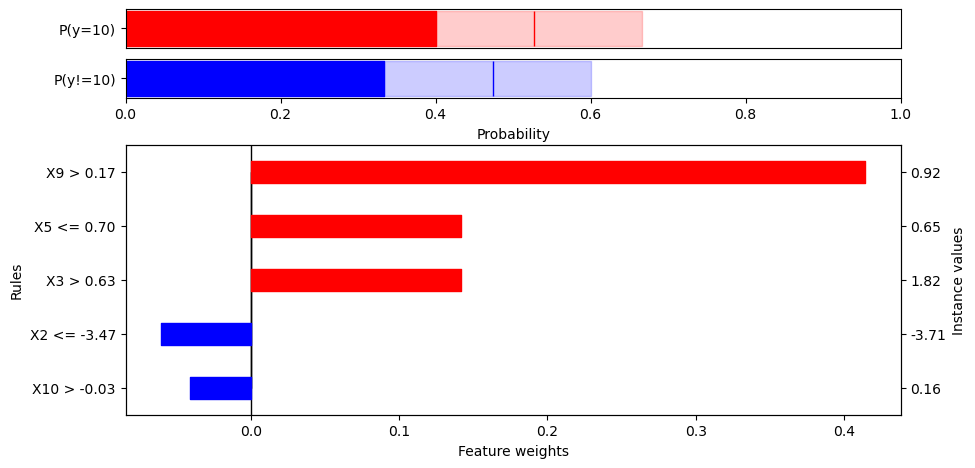 P(y=10)
P(y!=10)
0.0 0.2 0.4 0.6 0.8 1.0
Probability
Rules
X9 > 0.17 0.92
X5 <= 0.70 0.65
X3 > 0.63 1.82
X2 <= -3.47 -3.71
X10 > -0.03 0.16
Instance values
0.0 0.1 0.2 0.3 0.4
Feature weights